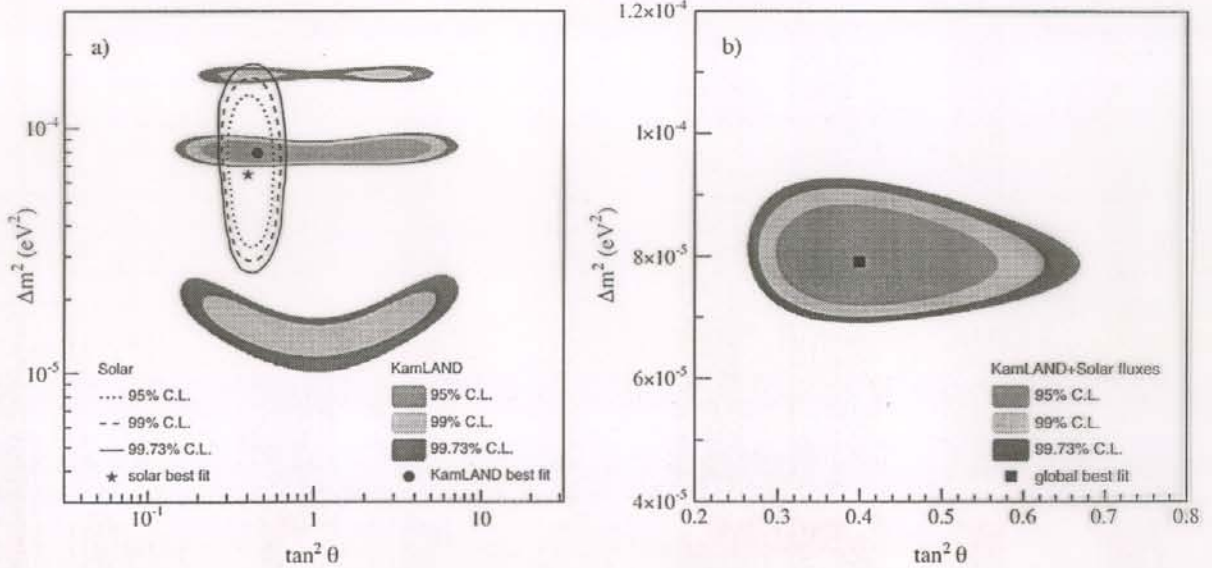 a)
10⁻⁴
10⁻⁵
Δm² (eV²)
Solar
95% C.L.
99% C.L.
99.73% C.L.
solar best fit
KamLAND
95% C.L.
99% C.L.
99.73% C.L.
KamLAND best fit
10⁻¹ 1 10
tan² θ
b)
1.2×10⁻⁴
1×10⁻⁴
8×10⁻⁵
6×10⁻⁵
4×10⁻⁵
Δm² (eV²)
KamLAND+Solar fluxes
95% C.L.
99% C.L.
99.73% C.L.
global best fit
0.2 0.3 0.4 0.5 0.6 0.7 0.8
tan² θ